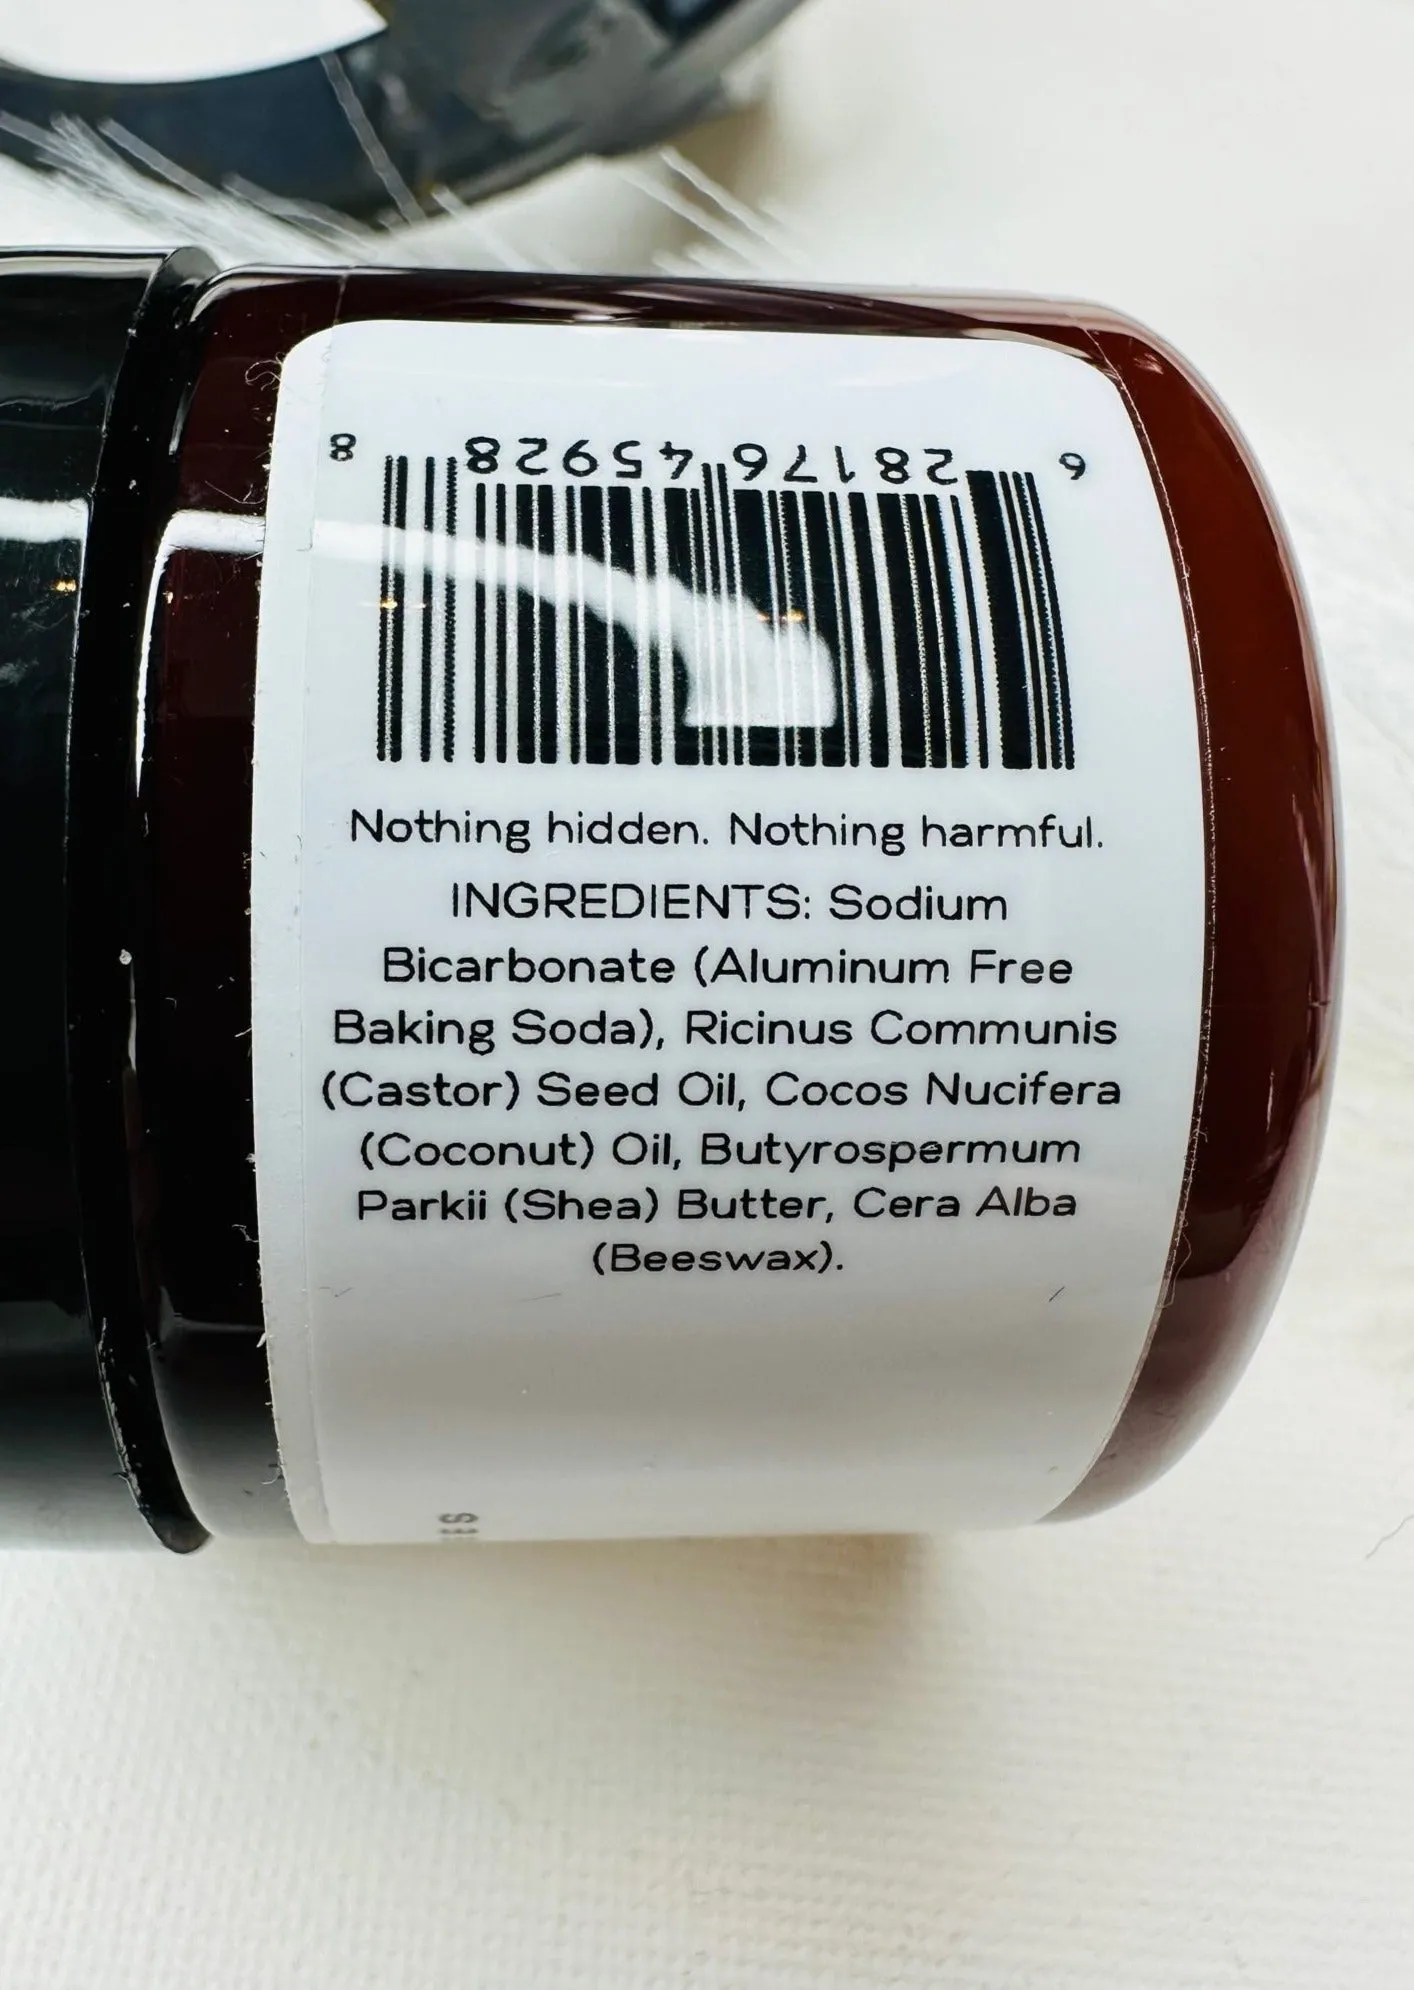 6 28176 45928 8
Nothing hidden. Nothing harmful.
INGREDIENTS: Sodium
Bicarbonate (Aluminum Free
Baking Soda), Ricinus Communis
(Castor) Seed Oil, Cocos Nucifera
(Coconut) Oil, Butyrospermum
Parkii (Shea) Butter, Cera Alba
(Beeswax).